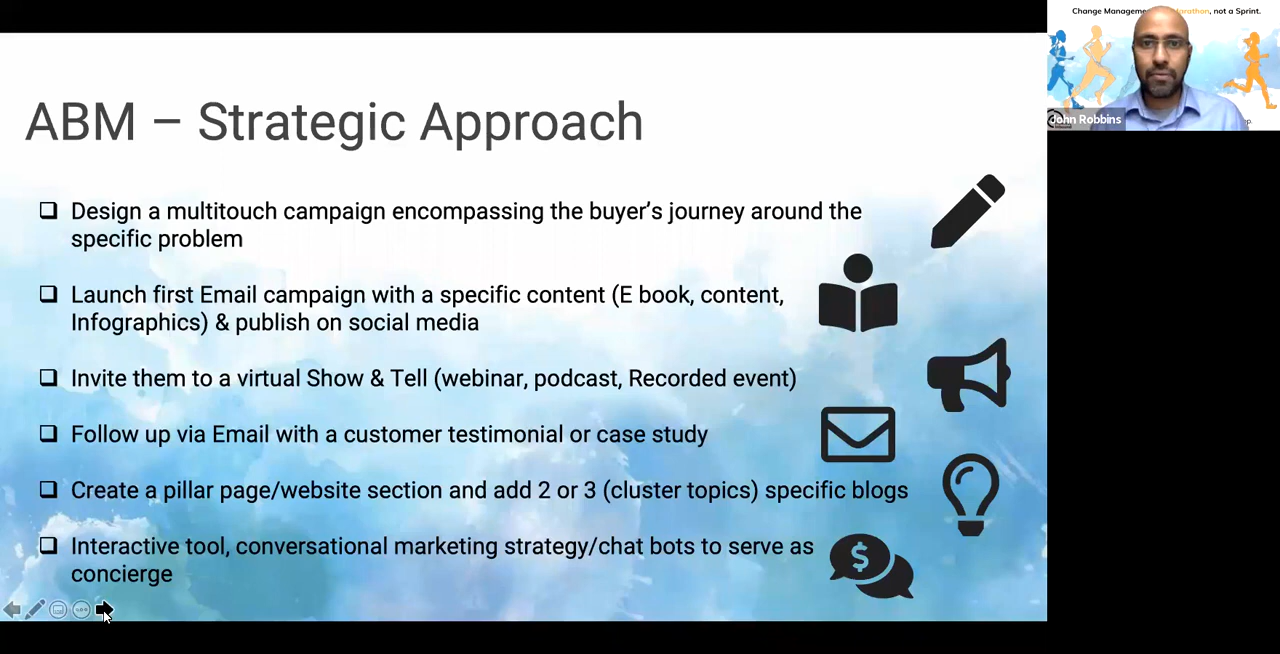 Change Management Marathon, not a Sprint.
John Robbins
ABM – Strategic Approach
Design a multitouch campaign encompassing the buyer's journey around the
specific problem
Launch first Email campaign with a specific content (E book, content,
Infographics) & publish on social media
Invite them to a virtual Show & Tell (webinar, podcast, Recorded event)
Follow up via Email with a customer testimonial or case study
Create a pillar page/website section and add 2 or 3 (cluster topics) specific blogs
Interactive tool, conversational marketing strategy/chat bots to serve as
concierge
$